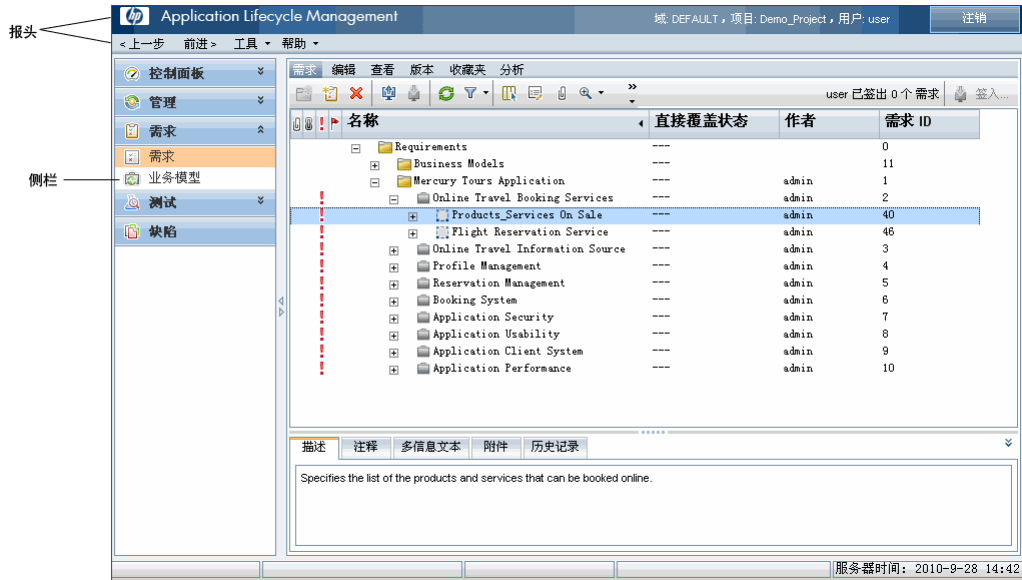 报头
侧栏
hp Application Lifecycle Management
域: DEFAULT，项目: Demo_Project，用户: user
注销
<上一步 前进> 工具 帮助
控制面板
管理
需求
需求
业务模型
测试
缺陷
需求 编辑 查看 版本 收藏夹 分析
user 已签出 0 个 需求 签入...
名称 直接覆盖状态 作者 需求 ID
Requirements --- 0
Business Models --- 11
Mercury Tours Application --- admin 1
Online Travel Booking Services --- admin 2
Products_Services On Sale --- admin 40
Flight Reservation Service --- admin 46
Online Travel Information Source --- admin 3
Profile Management --- admin 4
Reservation Management --- admin 5
Booking System --- admin 6
Application Security --- admin 7
Application Usability --- admin 8
Application Client System --- admin 9
Application Performance --- admin 10
描述 注释 多信息文本 附件 历史记录
Specifies the list of the products and services that can be booked online.
服务器时间: 2010-9-28 14:42